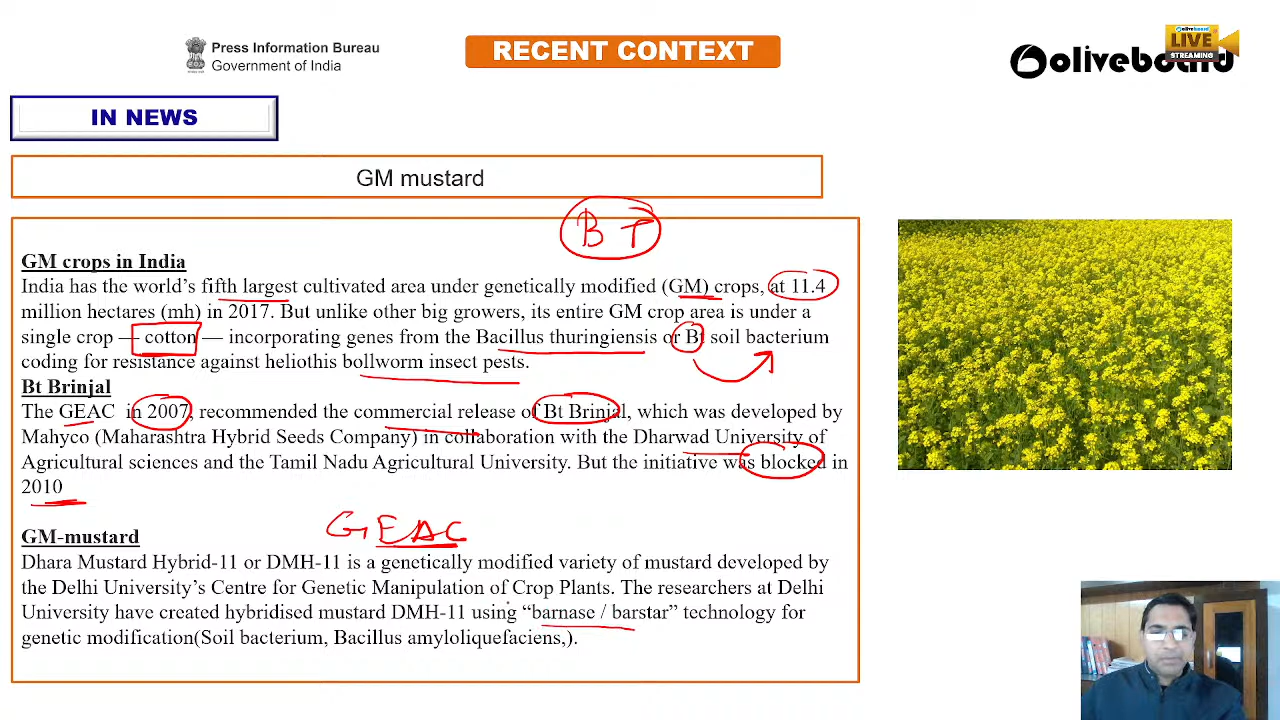 Press Information Bureau
Government of India
RECENT CONTEXT
oliveboard
LIVE
STREAMING
oliveboard
IN NEWS
GM mustard
B T
GM crops in India
India has the world's fifth largest cultivated area under genetically modified (GM) crops, at 11.4
million hectares (mh) in 2017. But unlike other big growers, its entire GM crop area is under a
single crop — cotton — incorporating genes from the Bacillus thuringiensis or Bt soil bacterium
coding for resistance against heliothis bollworm insect pests.
Bt Brinjal
The GEAC in 2007, recommended the commercial release of Bt Brinjal, which was developed by
Mahyco (Maharashtra Hybrid Seeds Company) in collaboration with the Dharwad University of
Agricultural sciences and the Tamil Nadu Agricultural University. But the initiative was blocked in
2010
GEAC
GM-mustard
Dhara Mustard Hybrid-11 or DMH-11 is a genetically modified variety of mustard developed by
the Delhi University's Centre for Genetic Manipulation of Crop Plants. The researchers at Delhi
University have created hybridised mustard DMH-11 using “barnase / barstar” technology for
genetic modification(Soil bacterium, Bacillus amyloliquefaciens,).